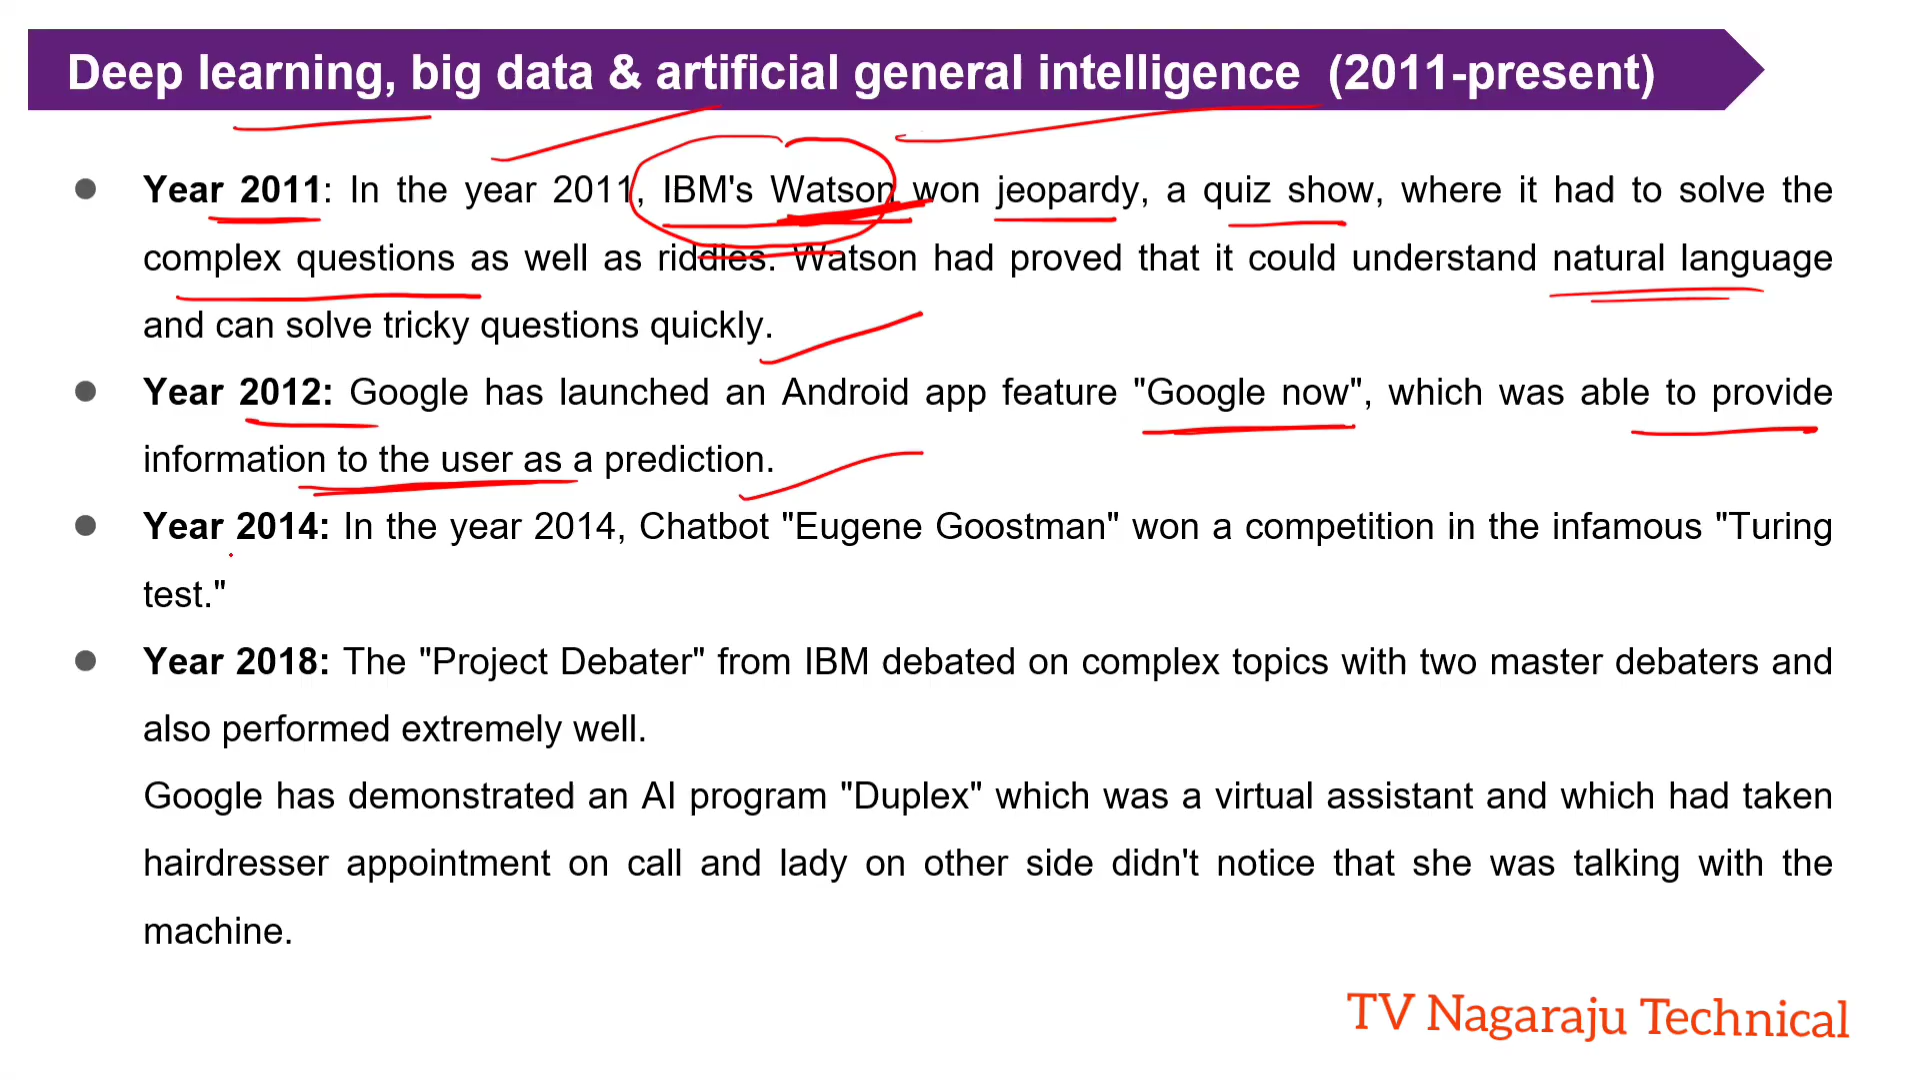 Deep learning, big data & artificial general intelligence (2011-present)
Year 2011: In the year 2011, IBM's Watson won jeopardy, a quiz show, where it had to solve the
complex questions as well as riddles. Watson had proved that it could understand natural language
and can solve tricky questions quickly.
Year 2012: Google has launched an Android app feature "Google now", which was able to provide
information to the user as a prediction.
Year 2014: In the year 2014, Chatbot "Eugene Goostman" won a competition in the infamous "Turing
test."
Year 2018: The "Project Debater" from IBM debated on complex topics with two master debaters and
also performed extremely well.
Google has demonstrated an AI program "Duplex" which was a virtual assistant and which had taken
hairdresser appointment on call and lady on other side didn't notice that she was talking with the
machine.
TV Nagaraju Technical